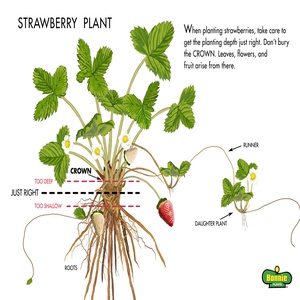 STRAWBERRY PLANT
When planting strawberries, take care to
get the planting depth just right. Don't bury
the CROWN. Leaves, flowers, and
fruit arise from there.
RUNNER
CROWN
TOO DEEP
JUST RIGHT
TOO SHALLOW
DAUGHTER PLANT
ROOTS
Bonnie
PLANTS